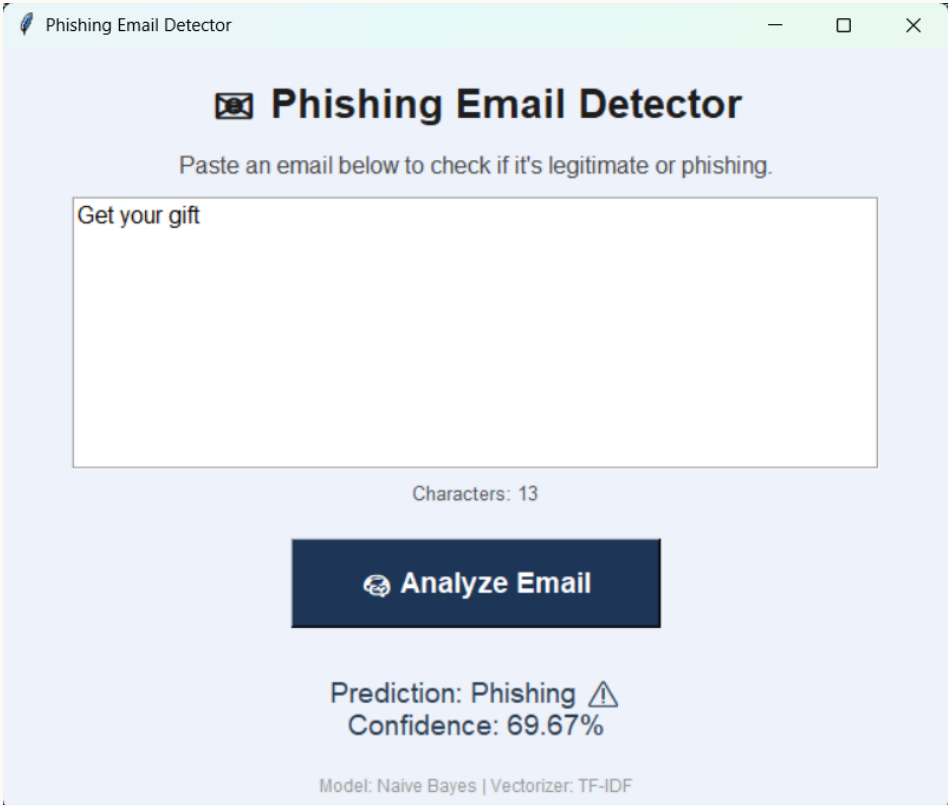 Phishing Email Detector
Phishing Email Detector
Paste an email below to check if it's legitimate or phishing.
Get your gift
Characters: 13
Analyze Email
Prediction: Phishing ⚠
Confidence: 69.67%
Model: Naive Bayes | Vectorizer: TF-IDF